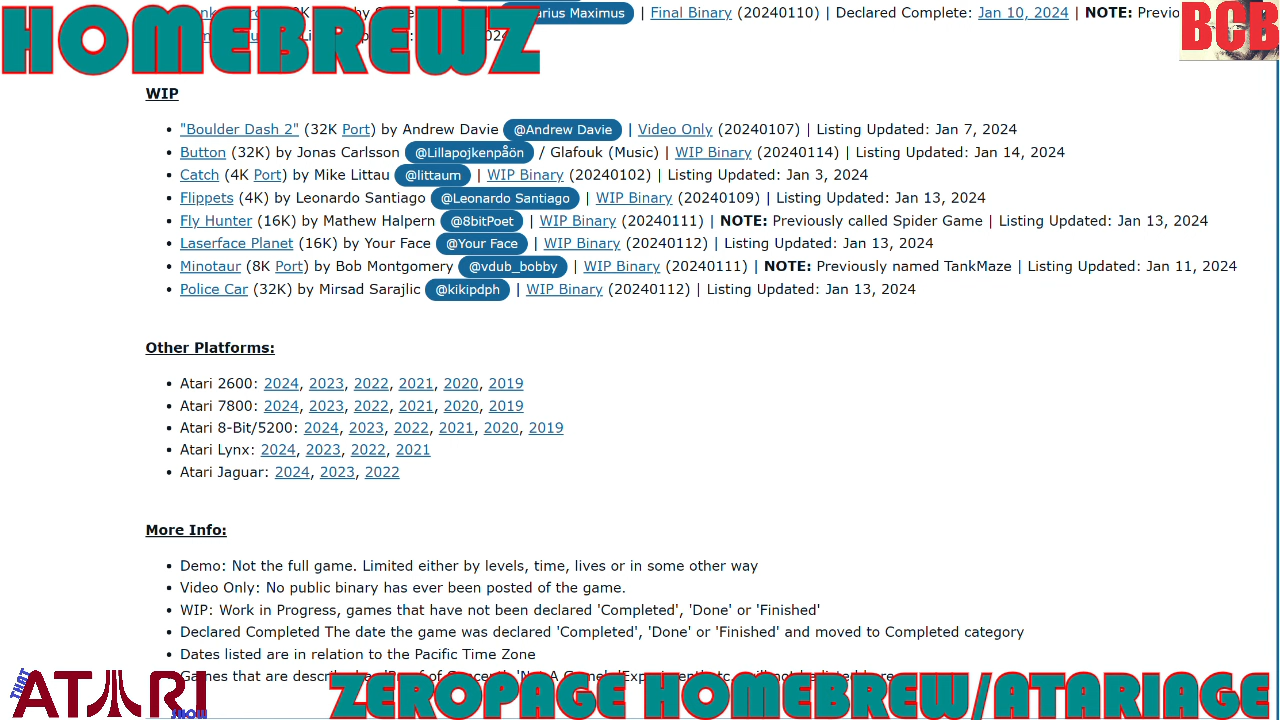 HOMEBREWZ
arius Maximus | Final Binary (20240110) | Declared Complete: Jan 10, 2024 | NOTE:
BCB
WIP
• "Boulder Dash 2" (32K Port) by Andrew Davie @Andrew Davie | Video Only (20240107) | Listing Updated: Jan 7, 2024
• Button (32K) by Jonas Carlsson @Lillapojkenpåön / Glafouk (Music) | WIP Binary (20240114) | Listing Updated: Jan 14, 2024
• Catch (4K Port) by Mike Littau @littaum | WIP Binary (20240102) | Listing Updated: Jan 3, 2024
• Flippets (4K) by Leonardo Santiago @Leonardo Santiago | WIP Binary (20240109) | Listing Updated: Jan 13, 2024
• Fly Hunter (16K) by Mathew Halpern @8bitPoet | WIP Binary (20240111) | NOTE: Previously called Spider Game | Listing Updated: Jan 13, 2024
• Laserface Planet (16K) by Your Face @Your Face | WIP Binary (20240112) | Listing Updated: Jan 13, 2024
• Minotaur (8K Port) by Bob Montgomery @vdub_bobby | WIP Binary (20240111) | NOTE: Previously named TankMaze | Listing Updated: Jan 11, 2024
• Police Car (32K) by Mirsad Sarajlic @kikipdph | WIP Binary (20240112) | Listing Updated: Jan 13, 2024
Other Platforms:
• Atari 2600: 2024, 2023, 2022, 2021, 2020, 2019
• Atari 7800: 2024, 2023, 2022, 2021, 2020, 2019
• Atari 8-Bit/5200: 2024, 2023, 2022, 2021, 2020, 2019
• Atari Lynx: 2024, 2023, 2022, 2021
• Atari Jaguar: 2024, 2023, 2022
More Info:
• Demo: Not the full game. Limited either by levels, time, lives or in some other way
• Video Only: No public binary has ever been posted of the game.
• WIP: Work in Progress, games that have not been declared 'Completed', 'Done' or 'Finished'
• Declared Completed The date the game was declared 'Completed', 'Done' or 'Finished' and moved to Completed category
• Dates listed are in relation to the Pacific Time Zone
Games that are
THAT ATARI SHOW
ZEROPAGE HOMEBREW/ATARIAGE